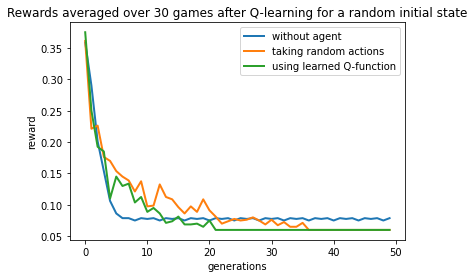 Rewards averaged over 30 games after Q-learning for a random initial state
without agent
taking random actions
using learned Q-function
reward
0.35
0.30
0.25
0.20
0.15
0.10
0.05
0
10
20
30
40
50
generations